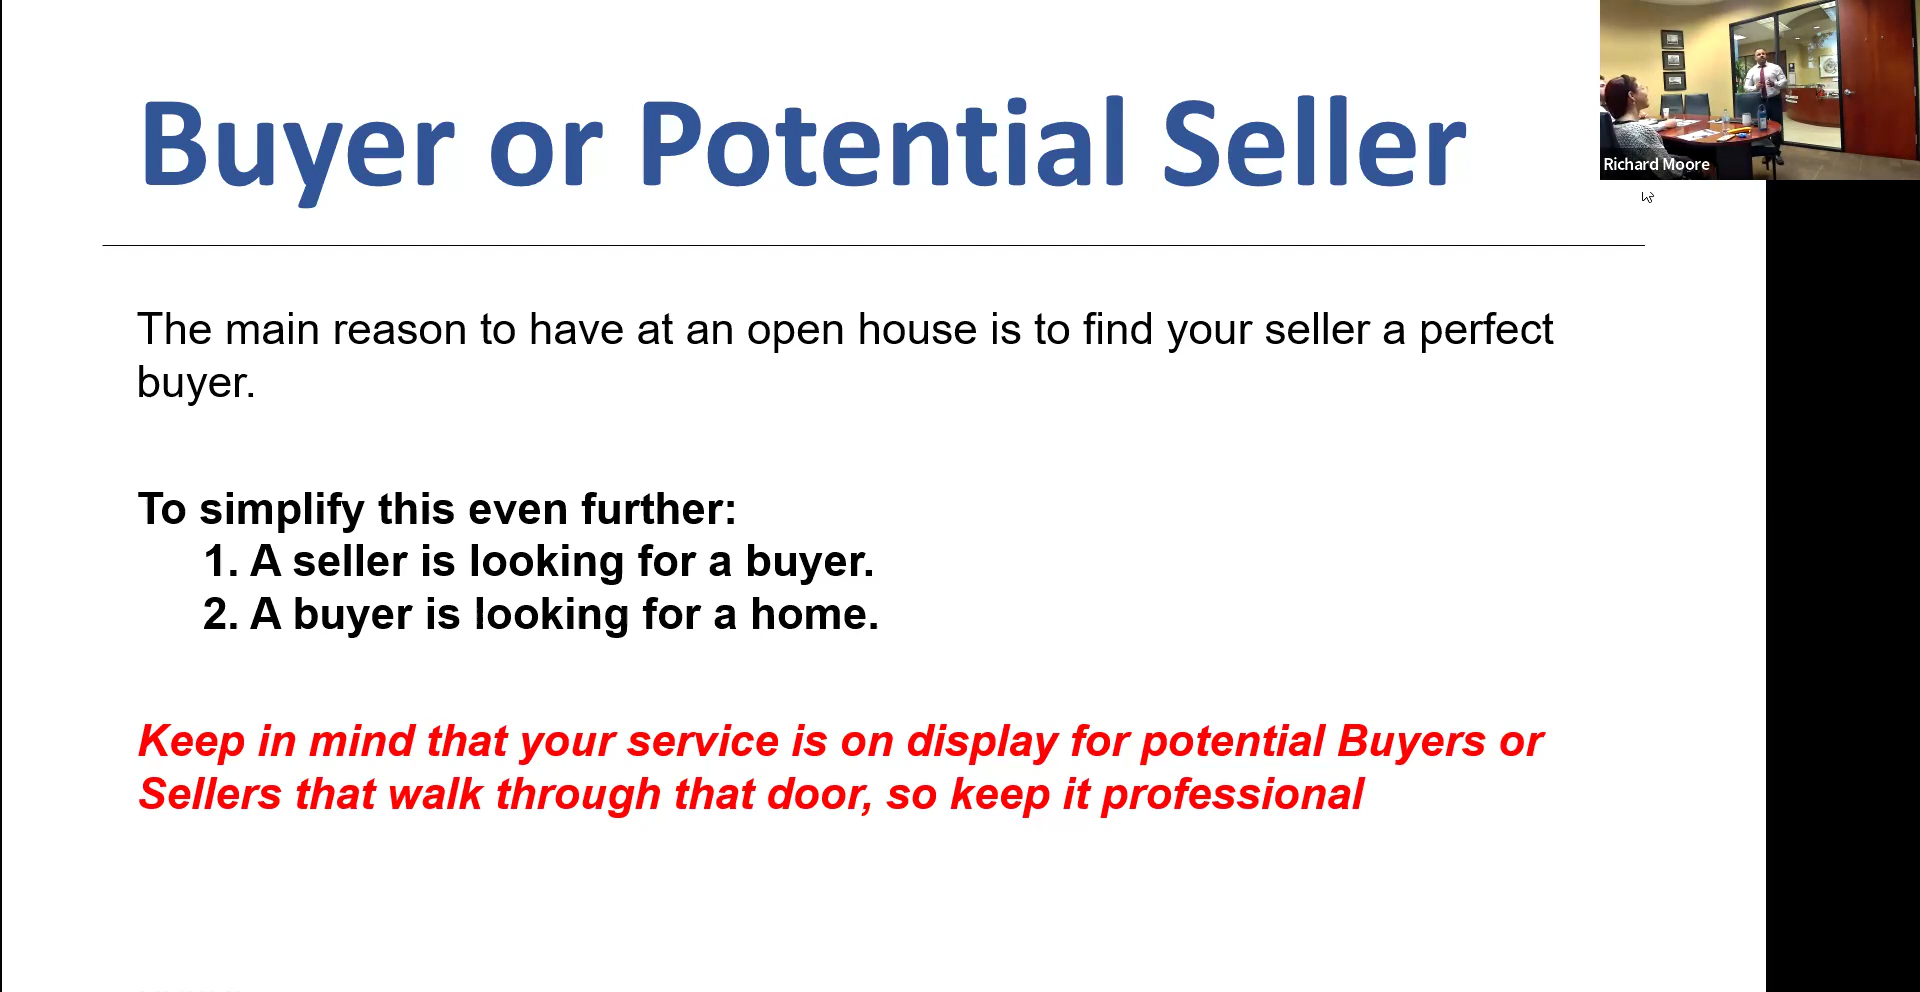 Buyer or Potential Seller
Richard Moore
The main reason to have at an open house is to find your seller a perfect
buyer.
To simplify this even further:
1. A seller is looking for a buyer.
2. A buyer is looking for a home.
Keep in mind that your service is on display for potential Buyers or
Sellers that walk through that door, so keep it professional